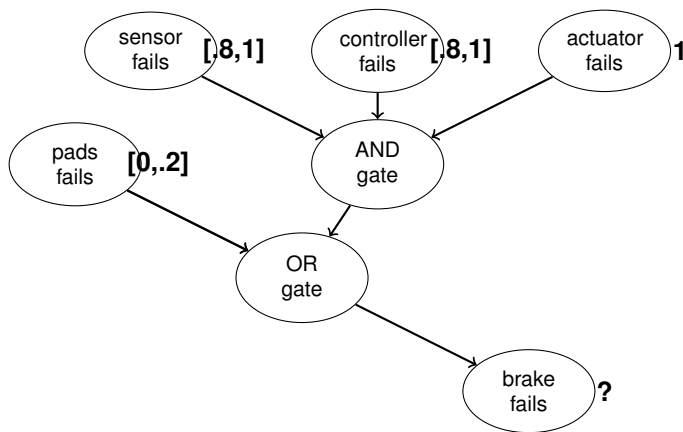 sensor
fails
[.8,1]
controller
fails
[.8,1]
actuator
fails
1
pads
fails
[0,.2]
AND
gate
OR
gate
brake
fails
?